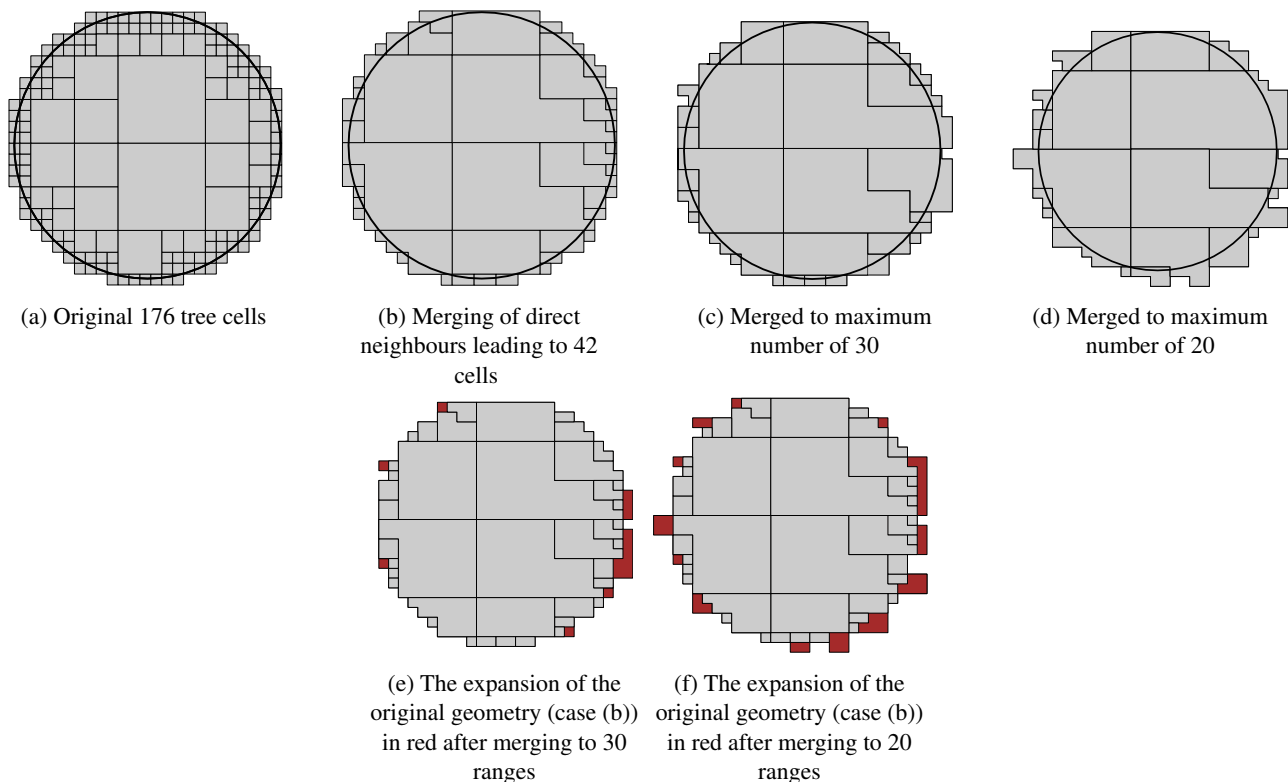 (a) Original 176 tree cells
(b) Merging of direct
neighbours leading to 42
cells
(c) Merged to maximum
number of 30
(d) Merged to maximum
number of 20
(e) The expansion of the
original geometry (case (b))
in red after merging to 30
ranges
(f) The expansion of the
original geometry (case (b))
in red after merging to 20
ranges